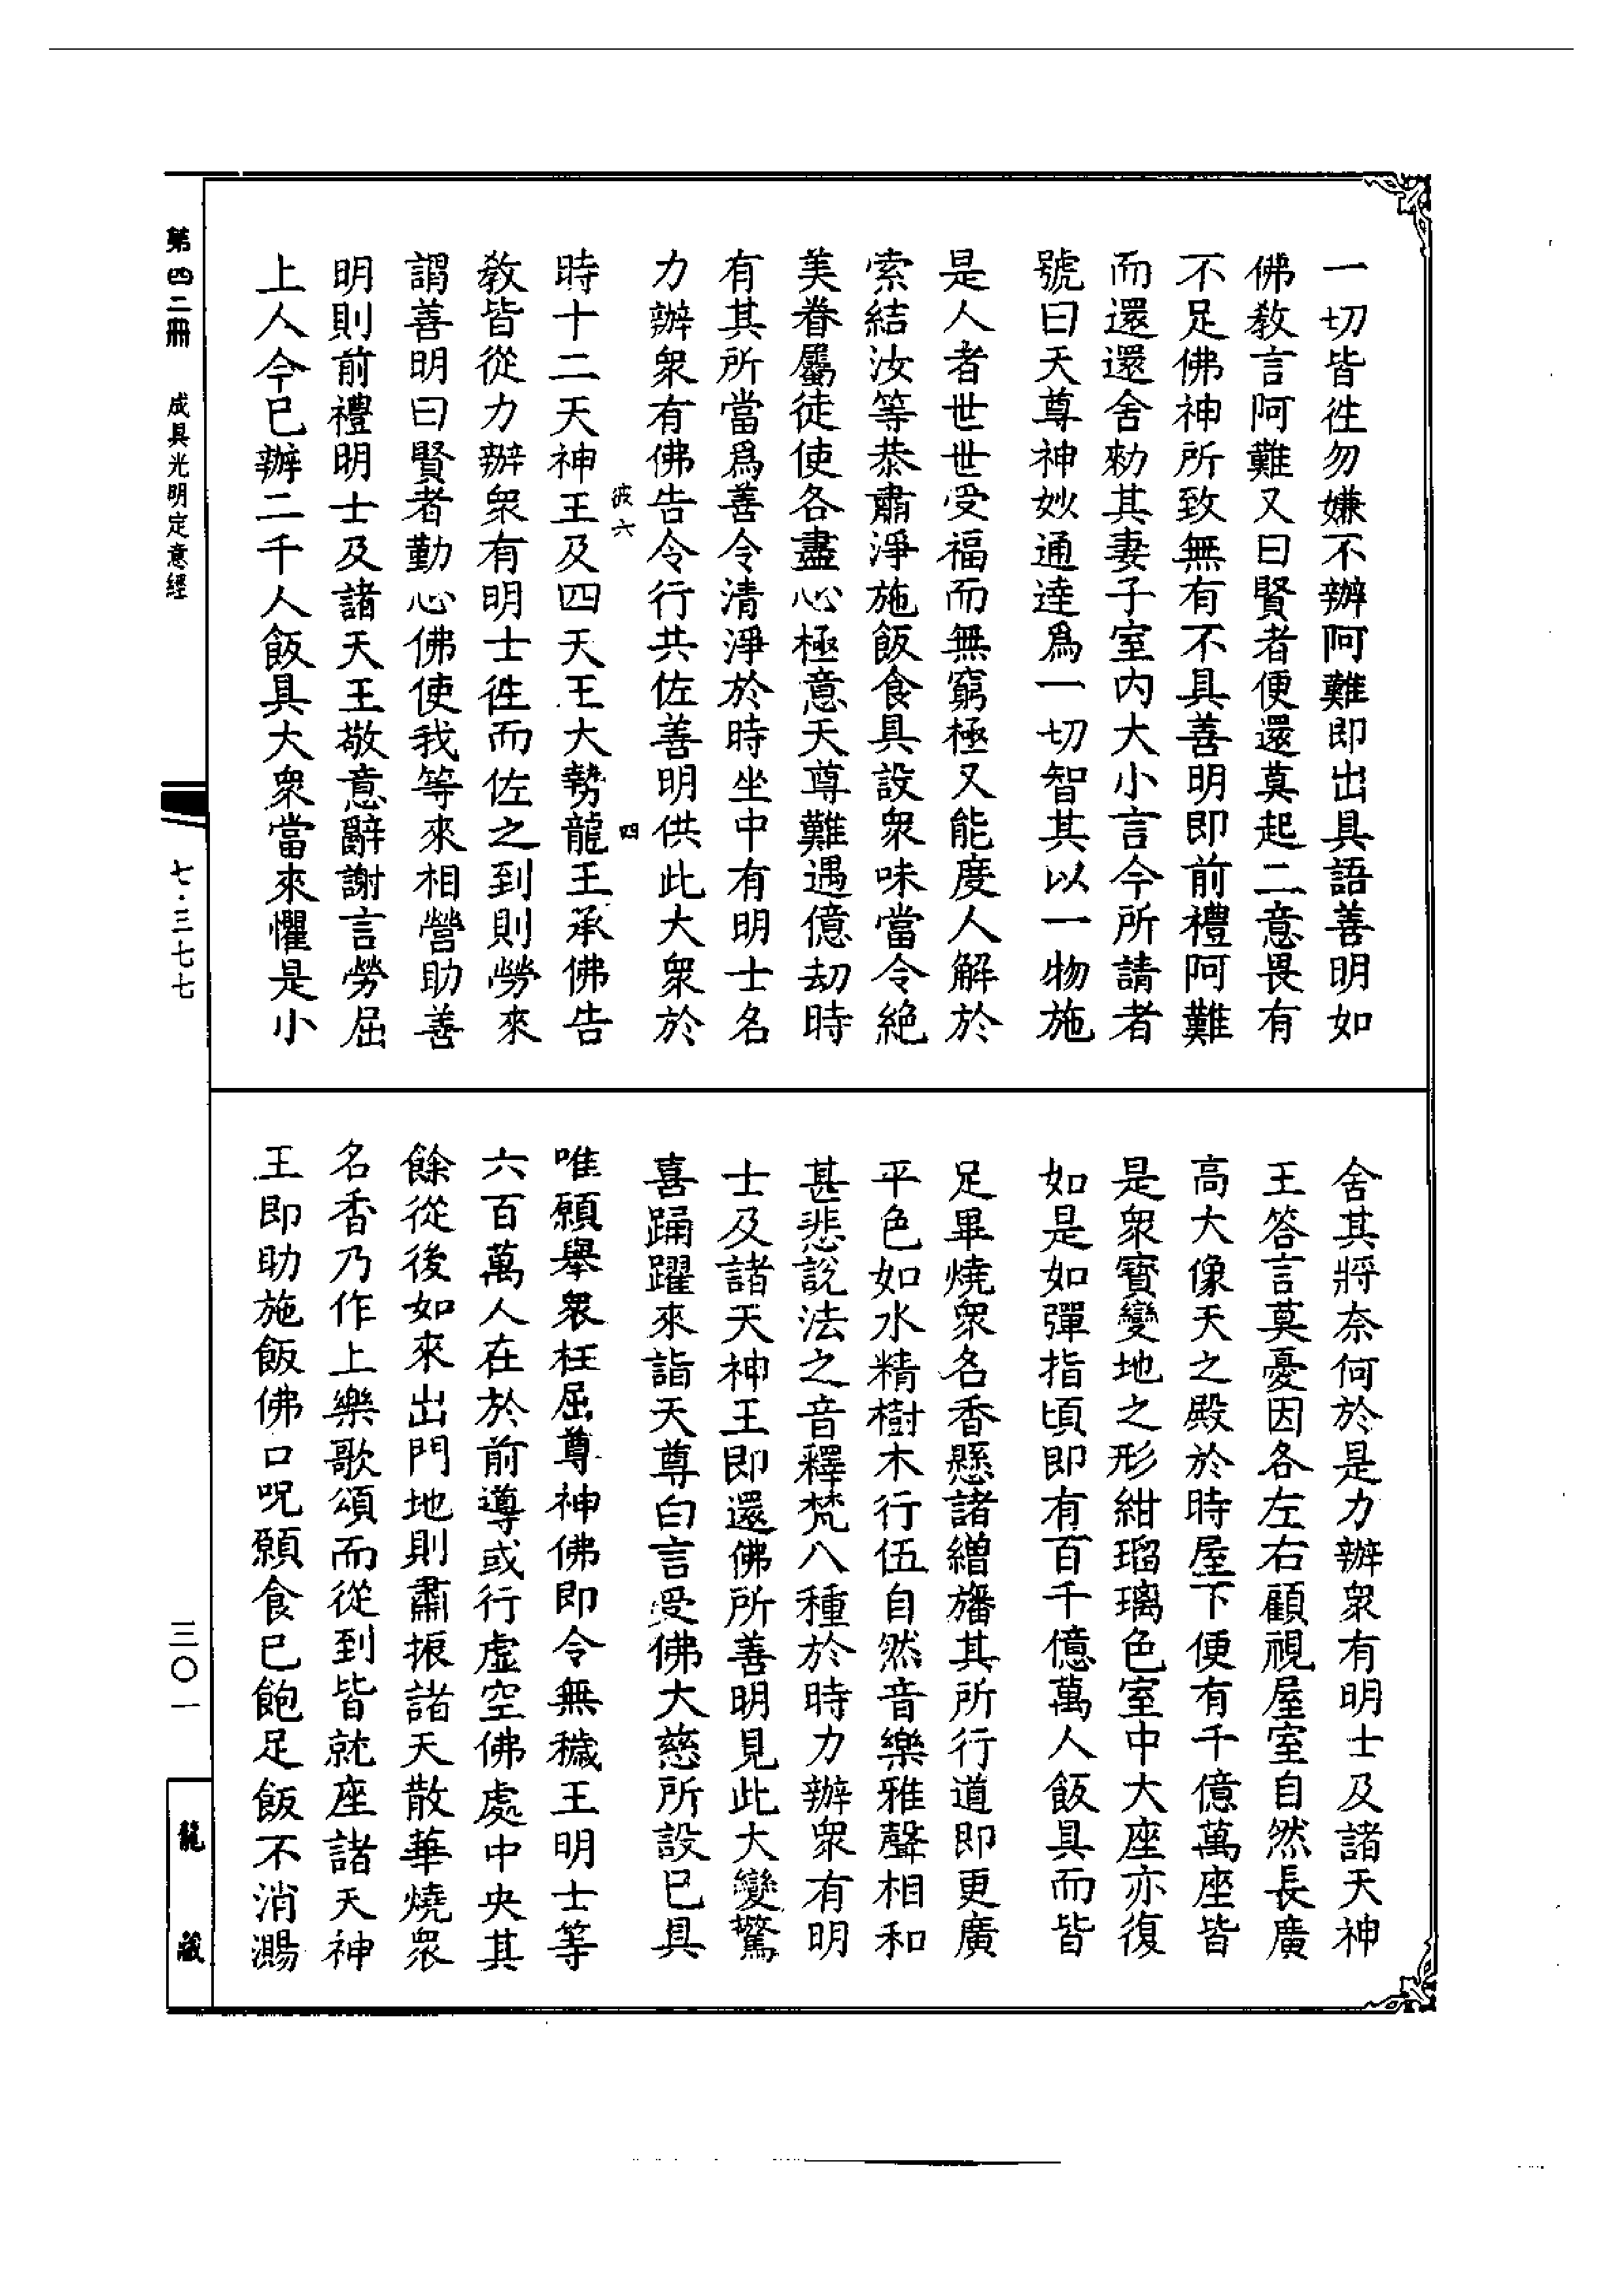 一切皆徃勿嫌不辦阿難即出具語善明如
佛敎言阿難又曰賢者便還莫起二意畏有
不足佛神所致無有不具善明即前禮阿難
而還還舍勑其妻子室内大小言今所請者
號曰天尊神妙通達爲一切智其以一物施
是人者世世受福而無窮極又能度人解於
索結汝等恭肅淨施飯食具設衆味當令絶
美眷屬徒使各盡心極意天尊難遇億劫時
有其所當爲善令清淨於時坐中有明士名
力辦衆有佛告令行共佐善明供此大衆於
彼六 四
時十二天神王及四天王大勢龍王承佛告
敎皆從力辦衆有明士徃而佐之到則勞來
謂善明曰賢者勤心佛使我等來相營助善
明則前禮明士及諸天王敬意辭謝言勞屈
上人今已辦二千人飯具大衆當來懼是小
舍其將奈何於是力辦衆有明士及諸天神
王答言莫憂因各左右顧視屋室自然長廣
高大像天之殿於時屋下便有千億萬座皆
是衆寶變地之形紺瑠璃色室中大座亦復
如是如彈指頃即有百千億萬人飯具而皆
足畢燒衆名香懸諸繒旛其所行道即更廣
平色如水精樹木行伍自然音樂雅聲相和
甚悲說法之音釋梵八種於時力辦衆有明
士及諸天神王即還佛所善明見此大變驚
喜踊躍來詣天尊白言受佛大慈所設已具
唯願舉衆枉屈尊神佛即令無穢王明士等
六百萬人在於前導或行虛空佛處中央其
餘從後如來出門地則肅振諸天散華燒衆
名香乃作上樂歌頌而從到皆就座諸天神
王即助施飯佛口呪願食已飽足飯不消漡
第四二冊 成具光明定意經
七·三七七
三〇一
龍藏